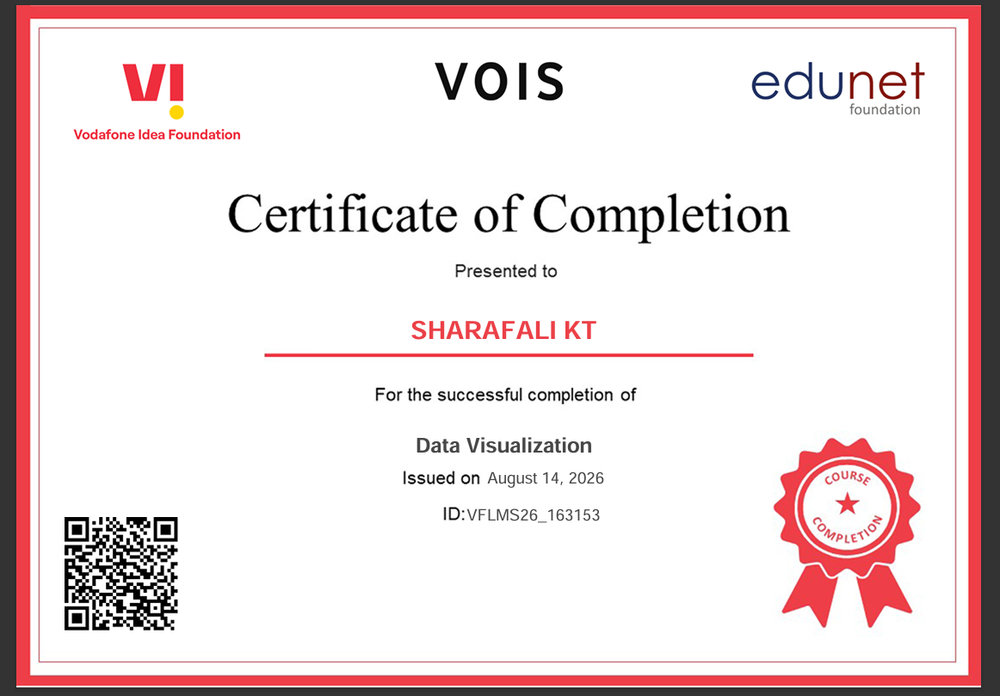 VI
Vodafone Idea Foundation
VOIS
edunet
foundation
Certificate of Completion
Presented to
SHARAFALI KT
For the successful completion of
Data Visualization
Issued on August 14, 2026
ID:VFLMS26_163153
COURSE
COMPLETION